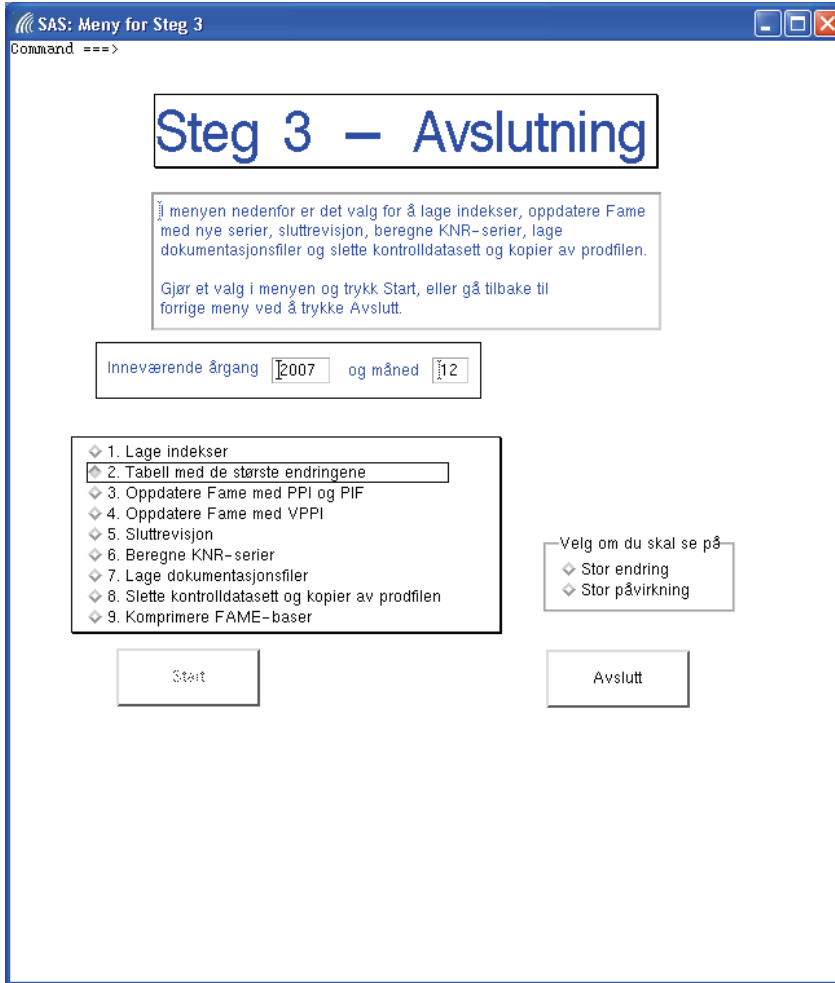 SAS: Meny for Steg 3
Command ===>
Steg 3 – Avslutning
I menyen nedenfor er det valg for å lage indekser, oppdatere Fame
med nye serier, sluttrevisjon, beregne KNR-serier, lage
dokumentasjonsfiler og slette kontrolldatasett og kopier av prodfilen.
Gjør et valg i menyen og trykk Start, eller gå tilbake til
forrige meny ved å trykke Avslutt.
Inneværende årgang 2007 og måned 12
1. Lage indekser
2. Tabell med de største endringene
3. Oppdatere Fame med PPI og PIF
4. Oppdatere Fame med VPPI
5. Sluttrevisjon
6. Beregne KNR-serier
7. Lage dokumentasjonsfiler
8. Slette kontrolldatasett og kopier av prodfilen
9. Komprimere FAME-baser
Velg om du skal se på
Stor endring
Stor påvirkning
Start
Avslutt